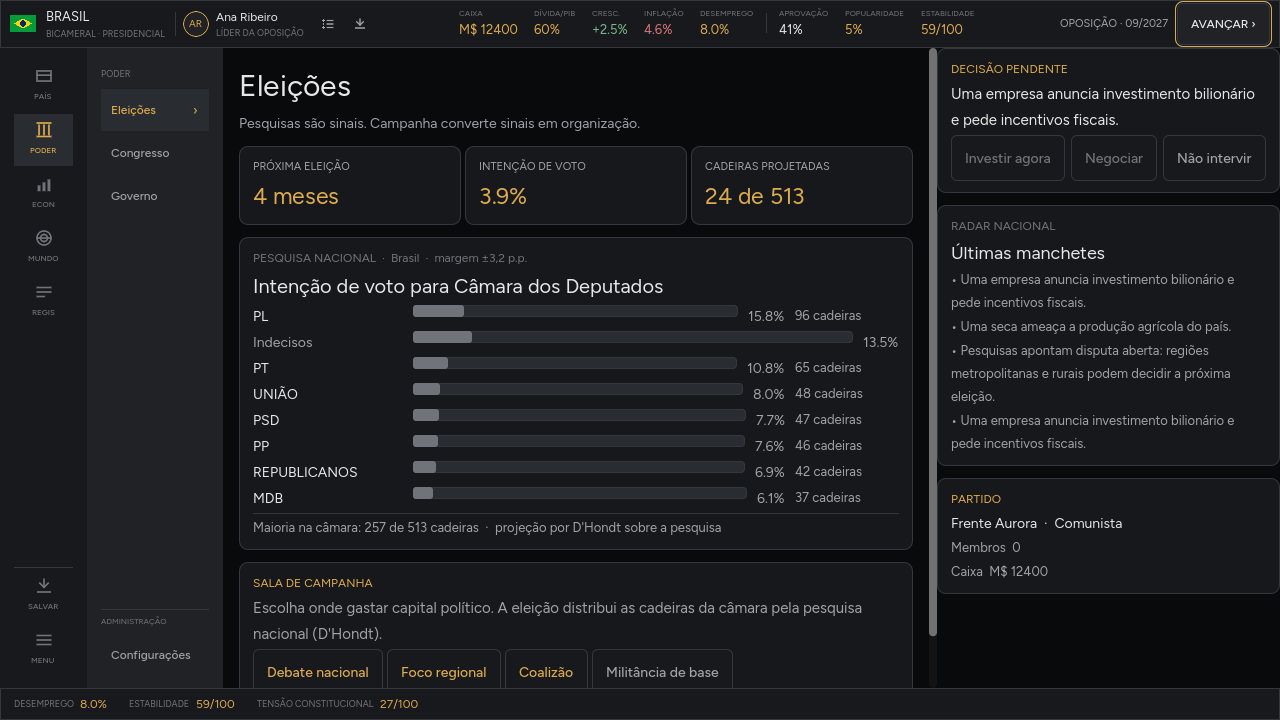 BRASIL
BICAMERAL · PRESIDENCIAL
AR
Ana Ribeiro
LÍDER DA OPOSIÇÃO
CAIXA
M$ 12400
DÍVIDA/PIB
60%
CRESC.
+2.5%
INFLAÇÃO
4.6%
DESEMPREGO
8.0%
APROVAÇÃO
41%
POPULARIDADE
5%
ESTABILIDADE
59/100
OPOSIÇÃO · 09/2027
AVANÇAR ›
PAÍS
PODER
ECON
MUNDO
REGIS
SALVAR
MENU
PODER
Eleições ›
Congresso
Governo
ADMINISTRAÇÃO
Configurações
Eleições
Pesquisas são sinais. Campanha converte sinais em organização.
PRÓXIMA ELEIÇÃO
4 meses
INTENÇÃO DE VOTO
3.9%
CADEIRAS PROJETADAS
24 de 513
PESQUISA NACIONAL · Brasil · margem ±3,2 p.p.
Intenção de voto para Câmara dos Deputados
PL 15.8% 96 cadeiras
Indecisos 13.5%
PT 10.8% 65 cadeiras
UNIÃO 8.0% 48 cadeiras
PSD 7.7% 47 cadeiras
PP 7.6% 46 cadeiras
REPUBLICANOS 6.9% 42 cadeiras
MDB 6.1% 37 cadeiras
Maioria na câmara: 257 de 513 cadeiras · projeção por D'Hondt sobre a pesquisa
SALA DE CAMPANHA
Escolha onde gastar capital político. A eleição distribui as cadeiras da câmara pela pesquisa
nacional (D'Hondt).
Debate nacional
Foco regional
Coalizão
Militância de base
DECISÃO PENDENTE
Uma empresa anuncia investimento bilionário
e pede incentivos fiscais.
Investir agora
Negociar
Não intervir
RADAR NACIONAL
Últimas manchetes
• Uma empresa anuncia investimento bilionário e
pede incentivos fiscais.
• Uma seca ameaça a produção agrícola do país.
• Pesquisas apontam disputa aberta: regiões
metropolitanas e rurais podem decidir a próxima
eleição.
• Uma empresa anuncia investimento bilionário e
pede incentivos fiscais.
PARTIDO
Frente Aurora · Comunista
Membros 0
Caixa M$ 12400
DESEMPREGO 8.0%
ESTABILIDADE 59/100
TENSÃO CONSTITUCIONAL 27/100